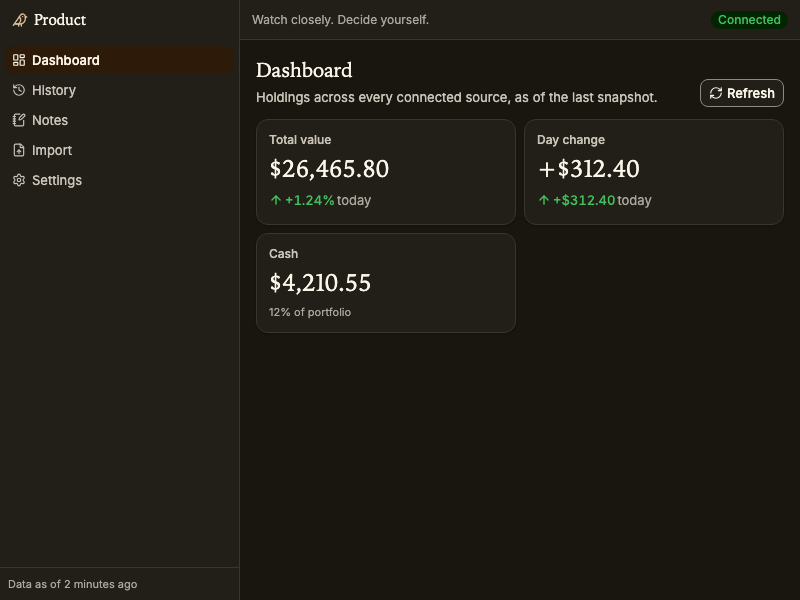 Product
Dashboard
History
Notes
Import
Settings
Data as of 2 minutes ago
Watch closely. Decide yourself.
Connected
Dashboard
Holdings across every connected source, as of the last snapshot.
Refresh
Total value
$26,465.80
+1.24% today
Day change
+$312.40
+$312.40 today
Cash
$4,210.55
12% of portfolio